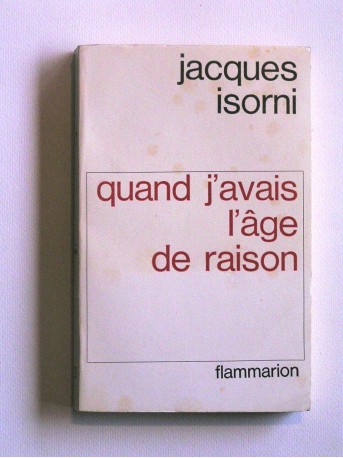 jacques
isorni
quand j'avais
l'âge
de raison
flammarion